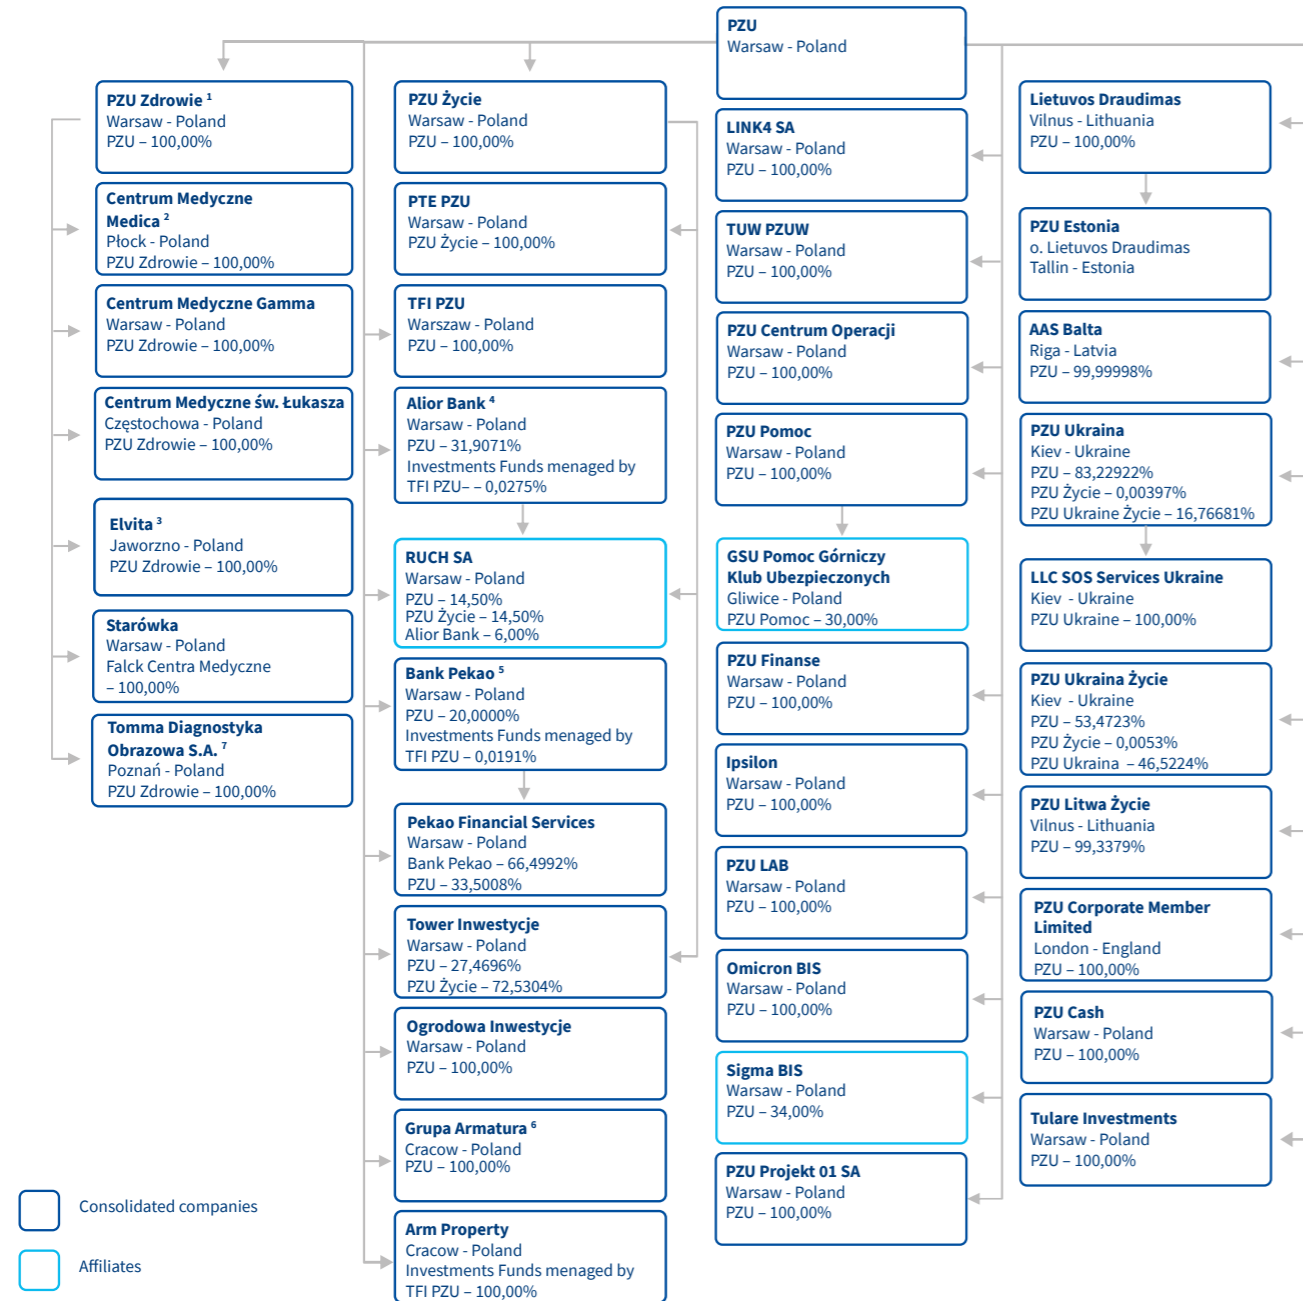 PZU
Warsaw - Poland
PZU Zdrowie ¹
Warsaw - Poland
PZU – 100,00%
Centrum Medyczne
Medica ²
Płock - Poland
PZU Zdrowie – 100,00%
Centrum Medyczne Gamma
Warsaw - Poland
PZU Zdrowie – 100,00%
Centrum Medyczne św. Łukasza
Częstochowa - Poland
PZU Zdrowie – 100,00%
Elvita ³
Jaworzno - Poland
PZU Zdrowie – 100,00%
Starówka
Warsaw - Poland
Falck Centra Medyczne
– 100,00%
Tomma Diagnostyka
Obrazowa S.A. ⁷
Poznań - Poland
PZU Zdrowie – 100,00%
PZU Życie
Warsaw - Poland
PZU – 100,00%
PTE PZU
Warsaw - Poland
PZU Życie – 100,00%
TFI PZU
Warszaw - Poland
PZU – 100,00%
Alior Bank ⁴
Warsaw - Poland
PZU – 31,9071%
Investments Funds menaged by
TFI PZU– – 0,0275%
RUCH SA
Warsaw - Poland
PZU – 14,50%
PZU Życie – 14,50%
Alior Bank – 6,00%
Bank Pekao ⁵
Warsaw - Poland
PZU – 20,0000%
Investments Funds menaged by
TFI PZU – 0,0191%
Pekao Financial Services
Warsaw - Poland
Bank Pekao – 66,4992%
PZU – 33,5008%
Tower Inwestycje
Warsaw - Poland
PZU – 27,4696%
PZU Życie – 72,5304%
Ogrodowa Inwestycje
Warsaw - Poland
PZU – 100,00%
Grupa Armatura ⁶
Cracow - Poland
PZU – 100,00%
Arm Property
Cracow - Poland
Investments Funds menaged by
TFI PZU – 100,00%
LINK4 SA
Warsaw - Poland
PZU – 100,00%
TUW PZUW
Warsaw - Poland
PZU – 100,00%
PZU Centrum Operacji
Warsaw - Poland
PZU – 100,00%
PZU Pomoc
Warsaw - Poland
PZU – 100,00%
GSU Pomoc Górniczy
Klub Ubezpieczonych
Gliwice - Poland
PZU Pomoc – 30,00%
PZU Finanse
Warsaw - Poland
PZU – 100,00%
Ipsilon
Warsaw - Poland
PZU – 100,00%
PZU LAB
Warsaw - Poland
PZU – 100,00%
Omicron BIS
Warsaw - Poland
PZU – 100,00%
Sigma BIS
Warsaw - Poland
PZU – 34,00%
PZU Projekt 01 SA
Warsaw - Poland
PZU – 100,00%
Lietuvos Draudimas
Vilnus - Lithuania
PZU – 100,00%
PZU Estonia
o. Lietuvos Draudimas
Tallin - Estonia
AAS Balta
Riga - Latvia
PZU – 99,99998%
PZU Ukraina
Kiev - Ukraine
PZU – 83,22922%
PZU Życie – 0,00397%
PZU Ukraine Życie – 16,76681%
LLC SOS Services Ukraine
Kiev - Ukraine
PZU Ukraine – 100,00%
PZU Ukraina Życie
Kiev - Ukraine
PZU – 53,4723%
PZU Życie – 0,0053%
PZU Ukraina – 46,5224%
PZU Litwa Życie
Vilnus - Lithuania
PZU – 99,3379%
PZU Corporate Member
Limited
London - England
PZU – 100,00%
PZU Cash
Warsaw - Poland
PZU – 100,00%
Tulare Investments
Warsaw - Poland
PZU – 100,00%
Consolidated companies
Affiliates